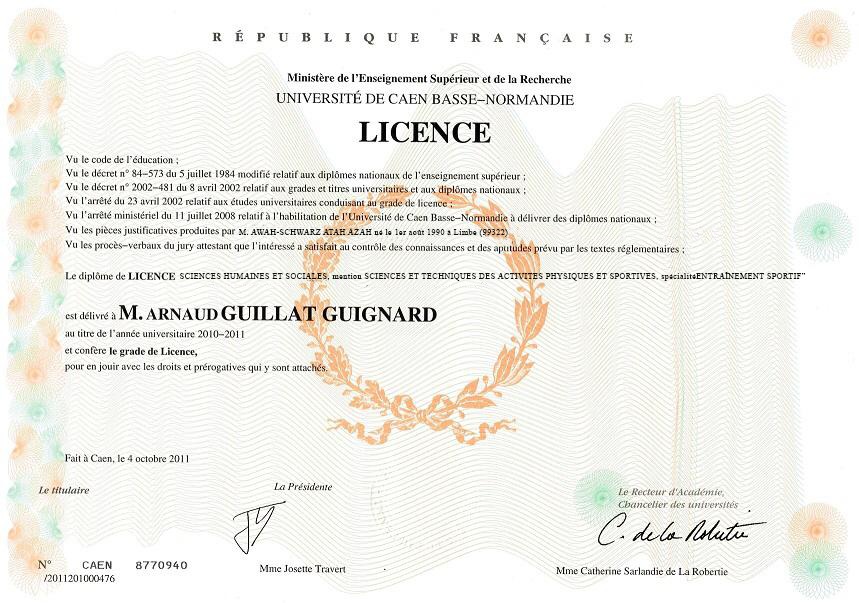 RÉPUBLIQUE FRANÇAISE
Ministère de l'Enseignement Supérieur et de la Recherche
UNIVERSITÉ DE CAEN BASSE–NORMANDIE
LICENCE
Vu le code de l'éducation ;
Vu le décret n° 84–573 du 5 juillet 1984 modifié relatif aux diplômes nationaux de l'enseignement supérieur ;
Vu le décret n° 2002–481 du 8 avril 2002 relatif aux grades et titres universitaires et aux diplômes nationaux ;
Vu l'arrêté du 23 avril 2002 relatif aux études universitaires conduisant au grade de licence ;
Vu l'arrêté ministériel du 11 juillet 2008 relatif à l'habilitation de l'Université de Caen Basse–Normandie à délivrer des diplômes nationaux ;
Vu les pièces justificatives produites par M. AWAH-SCHWARZ ATAH AZAH né le 1er août 1990 à Limbe (99322)
Vu les procès–verbaux du jury attestant que l'intéressé a satisfait au contrôle des connaissances et des aptitudes prévu par les textes réglementaires ;
Le diplôme de LICENCE SCIENCES HUMAINES ET SOCIALES, mention SCIENCES ET TECHNIQUES DES ACTIVITES PHYSIQUES ET SPORTIVES, spécialitéENTRAÎNEMENT SPORTIF"
est délivré à M. ARNAUD GUILLAT GUIGNARD
au titre de l'année universitaire 2010–2011
et confère le grade de Licence,
pour en jouir avec les droits et prérogatives qui y sont attachés.
Fait à Caen, le 4 octobre 2011
Le titulaire
La Présidente
Le Recteur d'Académie,
Chancelier des universités
C. de La Robertie
N° CAEN 8770940
/2011201000476
Mme Josette Travert
Mme Catherine Sarlandie de La Robertie